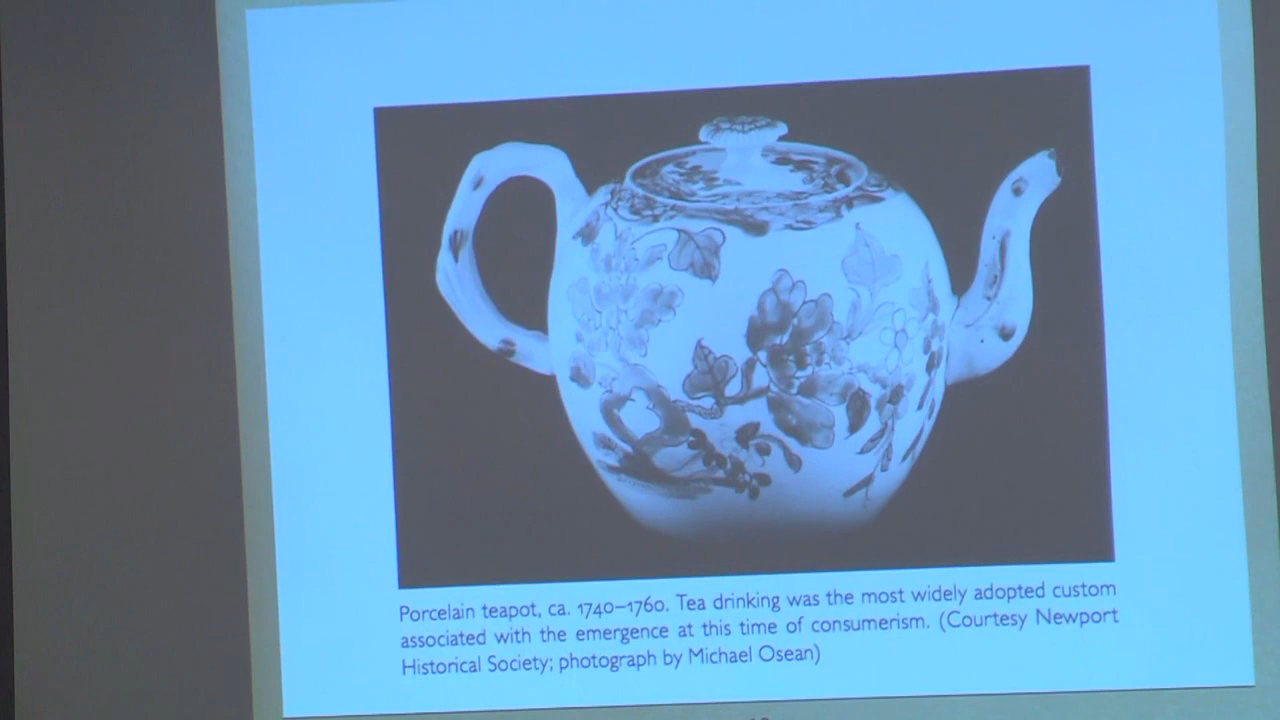 Porcelain teapot, ca. 1740–1760. Tea drinking was the most widely adopted custom
associated with the emergence at this time of consumerism. (Courtesy Newport
Historical Society; photograph by Michael Osean)